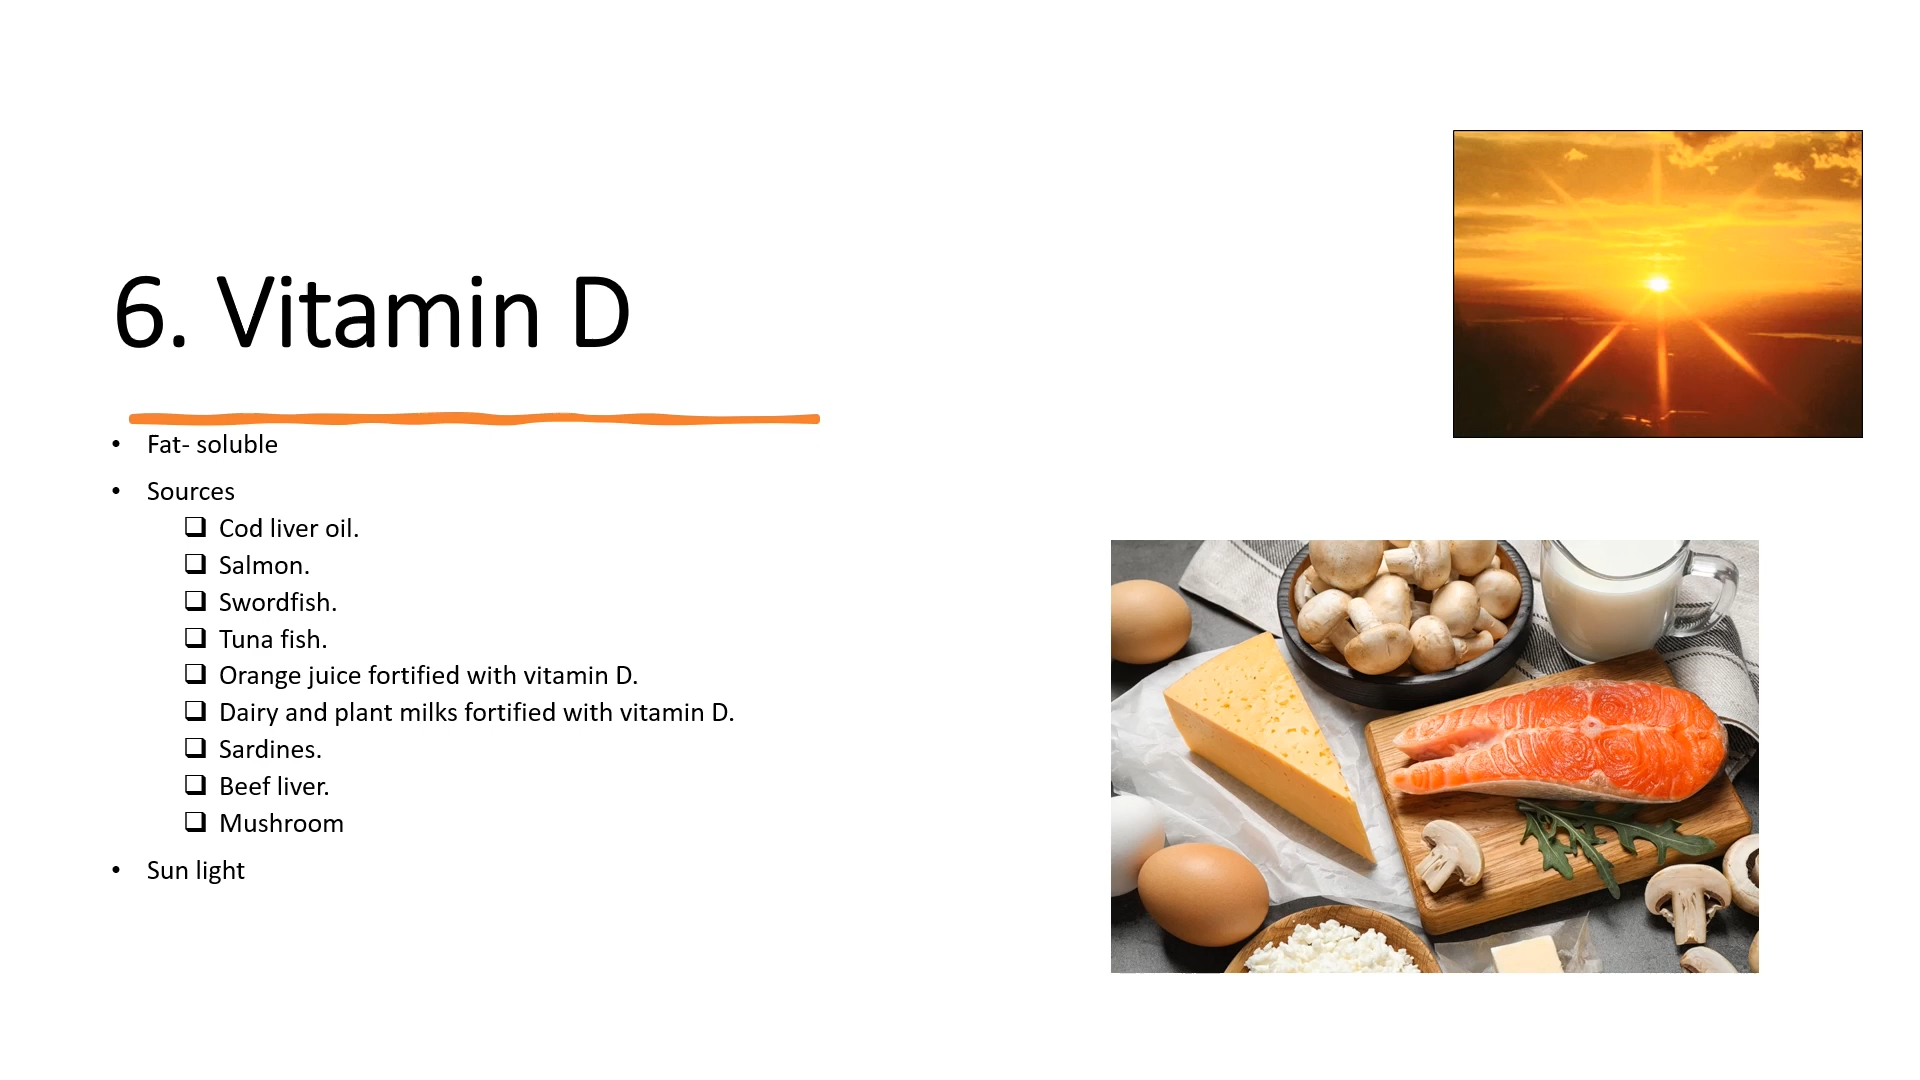 6. Vitamin D
• Fat- soluble
• Sources
❑ Cod liver oil.
❑ Salmon.
❑ Swordfish.
❑ Tuna fish.
❑ Orange juice fortified with vitamin D.
❑ Dairy and plant milks fortified with vitamin D.
❑ Sardines.
❑ Beef liver.
❑ Mushroom
• Sun light